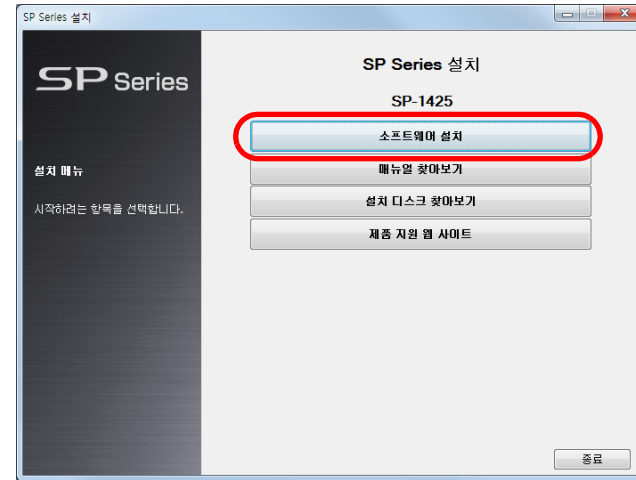 SP Series 설치
SP Series
설치 메뉴
시작하려는 항목을 선택합니다.
SP Series 설치
SP-1425
소프트웨어 설치
매뉴얼 찾아보기
설치 디스크 찾아보기
제품 지원 웹 사이트
종료